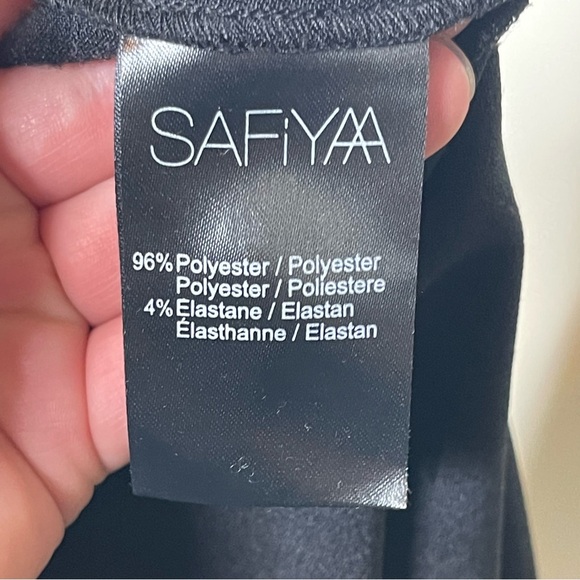 SAFiYAA
96% Polyester / Polyester
Polyester / Poliestere
4% Elastane / Elastan
Élasthanne / Elastan